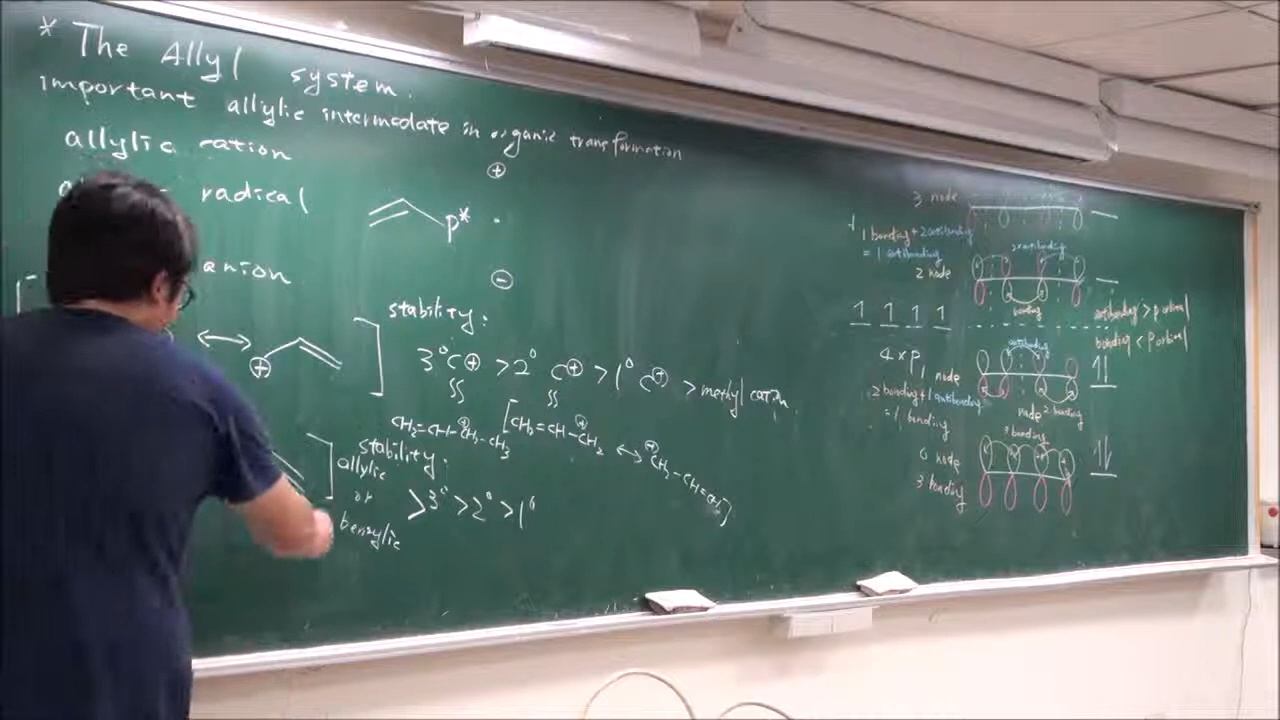 * The Allyl system.
important allylic intermediate in organic transformation
allylic cation ⊕
radical P* ·
anion ⊖
stability:
3° C⊕ > 2° C⊕ > 1° C⊕ > methyl cation
CH₂=CH-CH₂-CH₃ ⊕
[CH₂=CH-CH₂ ⊕ ↔ ⊕ CH₂-CH=CH₂]
stability:
allylic
or
benzylic
> 3° > 2° > 1°
3 node
1 bonding + 2 antibonding
= 1 antibonding
2 antibonding
2 node
bonding
1 1 1 1
4 x p
antibonding > p orbital
bonding < p orbital
antibonding
1 node
2 bonding + 1 antibonding
= 1 bonding
node 2 bonding
0 node
3 bonding